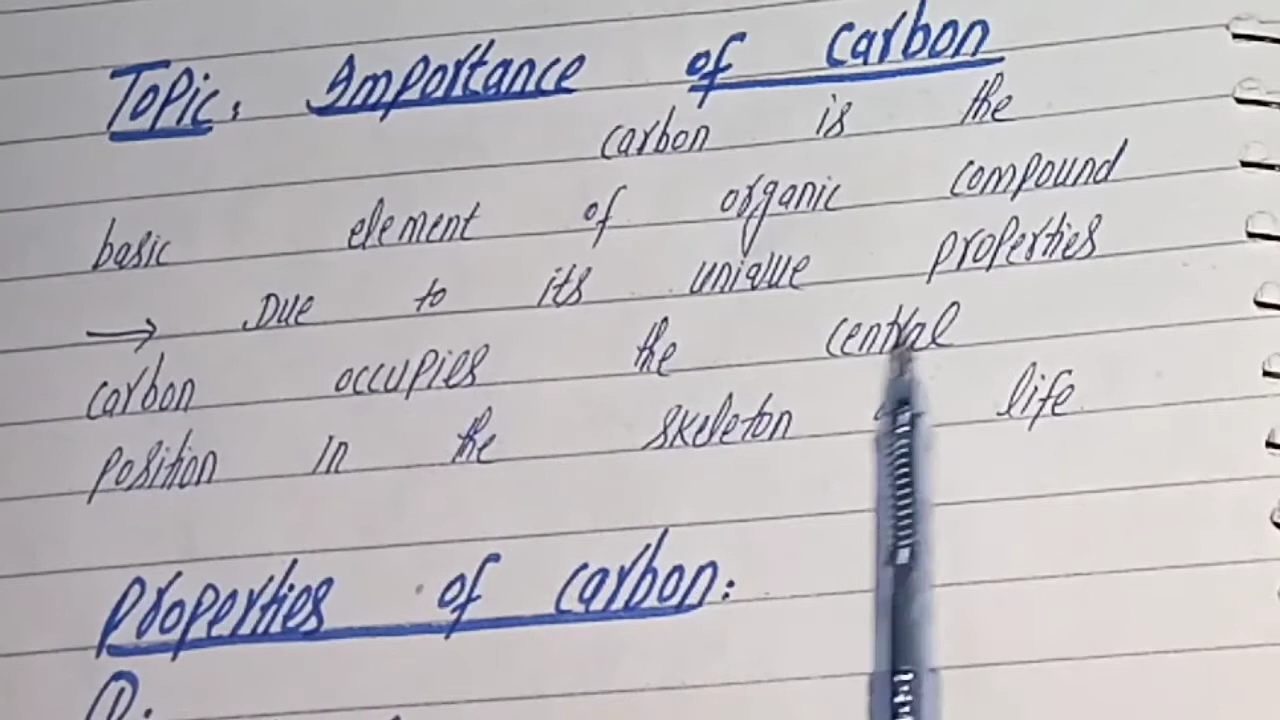 Topic: Importance of carbon
carbon is the
basic element of organic compound
→ Due to its unique properties
carbon occupies the central
position in the skeleton life
Properties of carbon:
①.